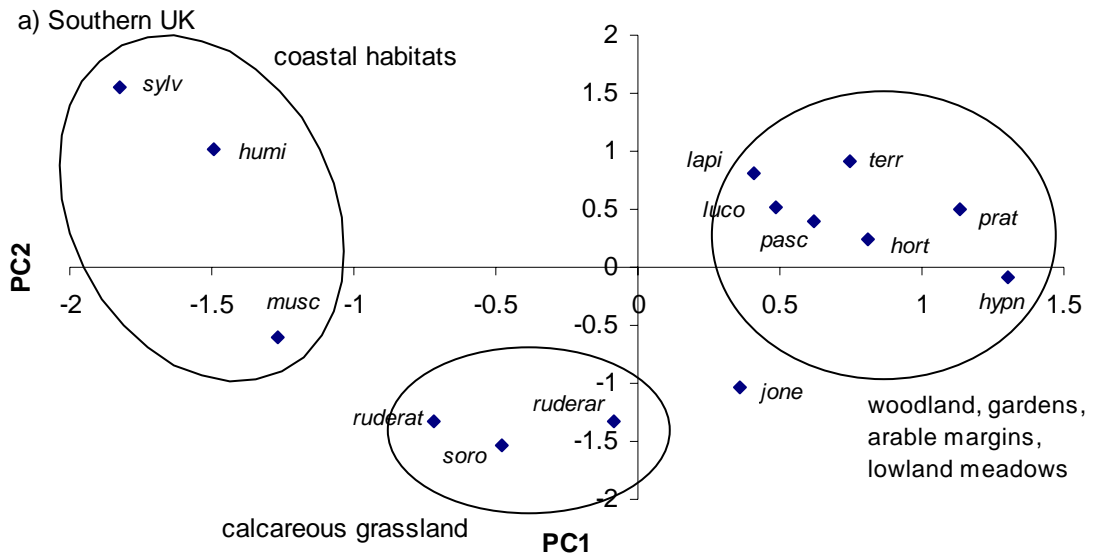 a) Southern UK
coastal habitats
sylv
humi
musc
lapi
terr
luco
pasc
hort
prat
hypn
jone
ruderat
ruderar
soro
woodland, gardens,
arable margins,
lowland meadows
calcareous grassland
PC2
PC1
2
1.5
1
0.5
0
-0.5
-1
-1.5
-2
-2
-1.5
-1
-0.5
0
0.5
1
1.5